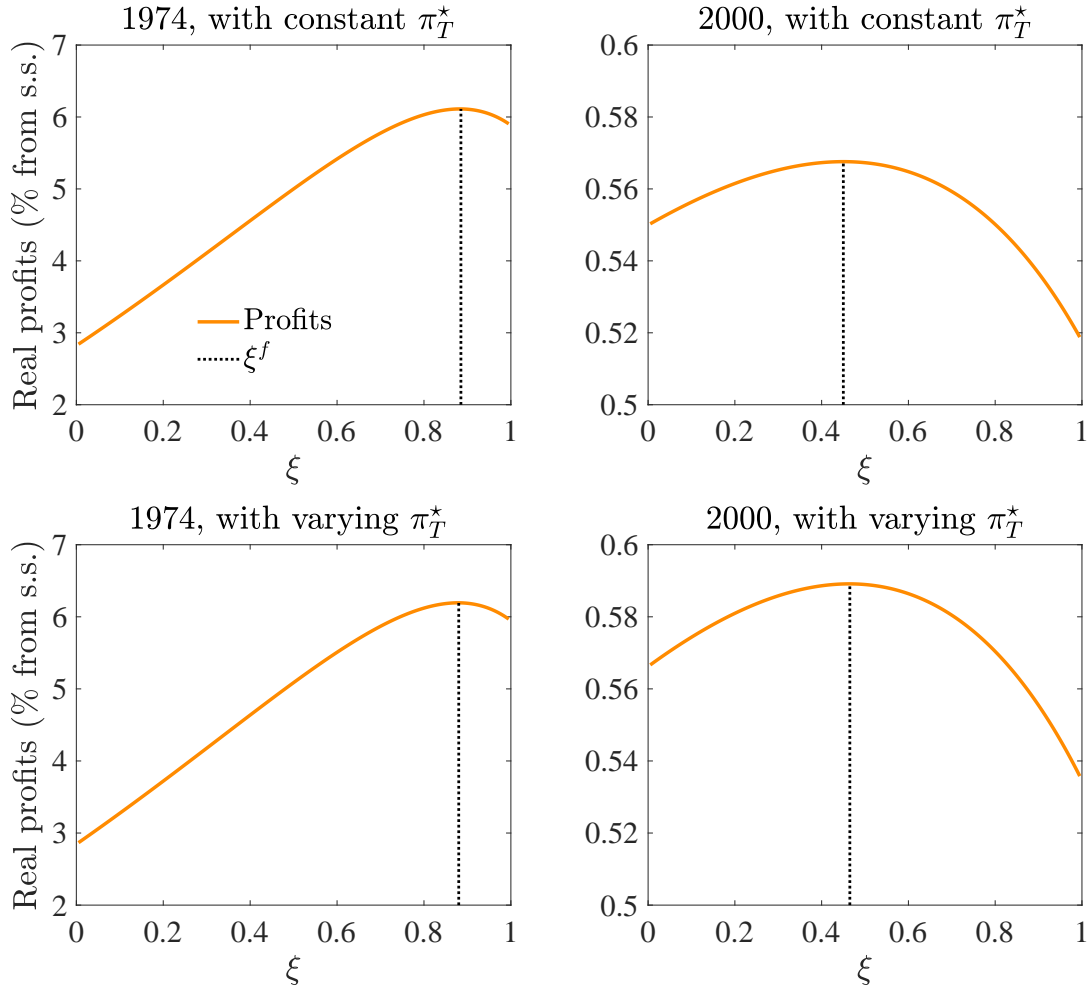 1974, with constant π_T^⋆
Real profits (% from s.s.)
7
6
5
4
3
2
Profits
ξ^f
0 0.2 0.4 0.6 0.8 1
ξ
2000, with constant π_T^⋆
0.6
0.58
0.56
0.54
0.52
0.5
0 0.2 0.4 0.6 0.8 1
ξ
1974, with varying π_T^⋆
Real profits (% from s.s.)
7
6
5
4
3
2
0 0.2 0.4 0.6 0.8 1
ξ
2000, with varying π_T^⋆
0.6
0.58
0.56
0.54
0.52
0.5
0 0.2 0.4 0.6 0.8 1
ξ